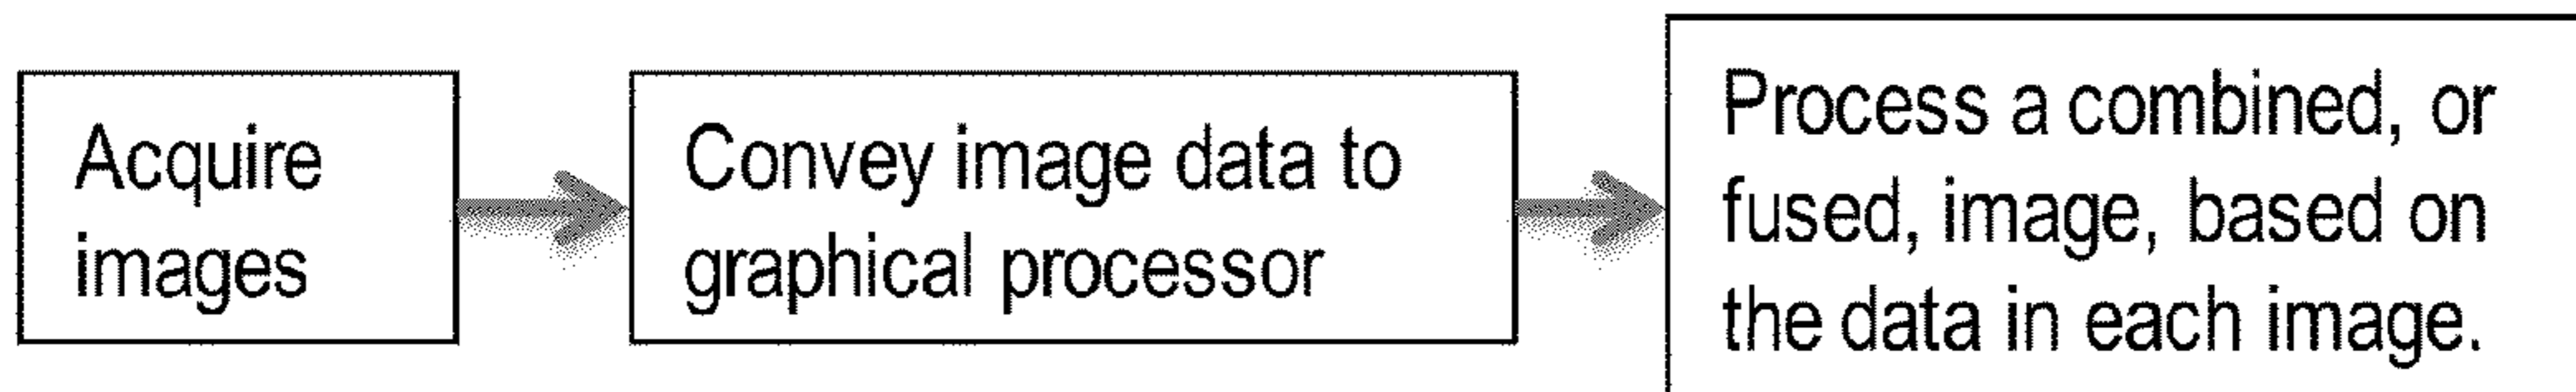 Acquire
images
Convey image data to
graphical processor
Process a combined, or
fused, image, based on
the data in each image.